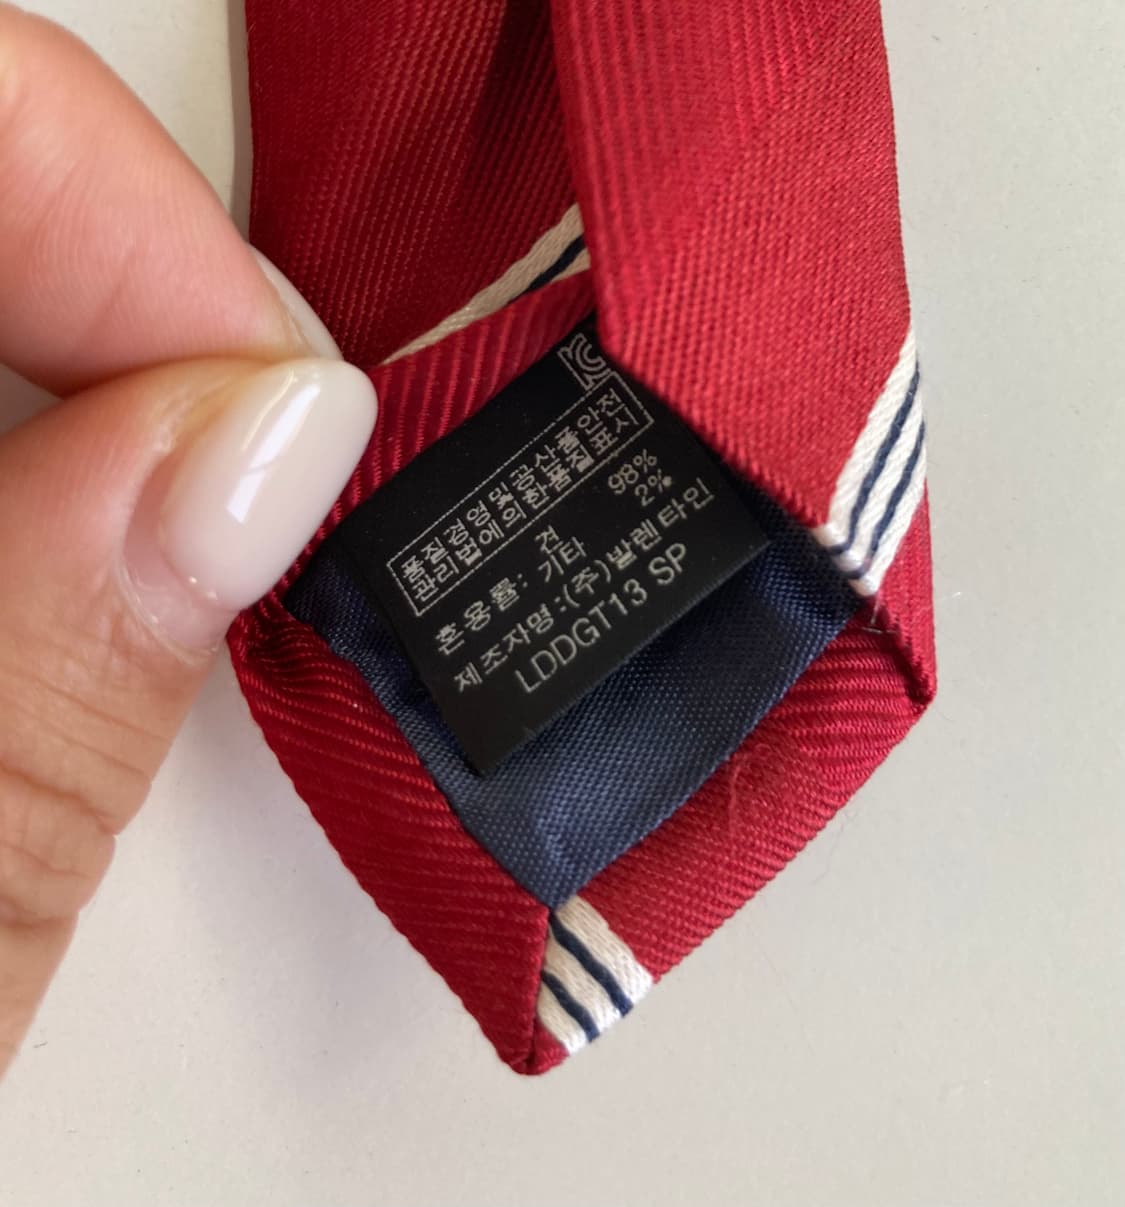 KC
품질경영및공산품안전
관리법에의한품질표시
혼용률: 견 98%
기타 2%
제조자명:(주)발렌타인
LDDGT13 SP